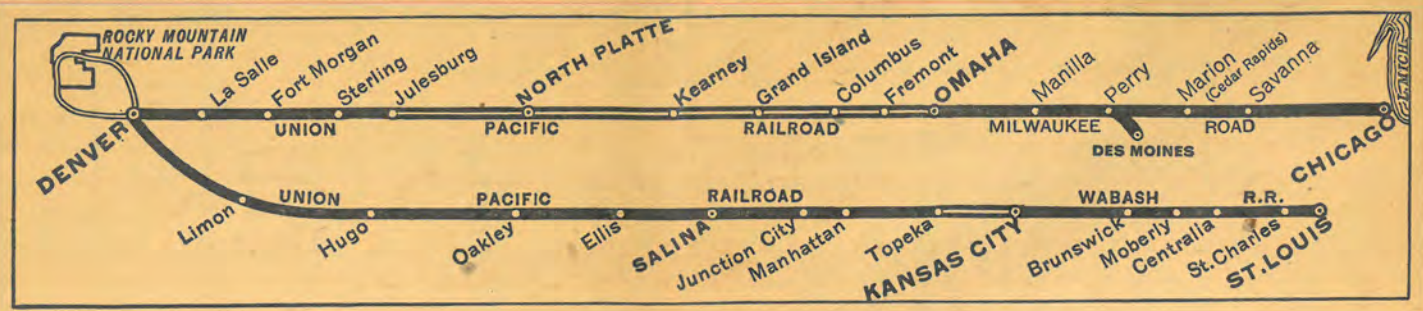 ROCKY MOUNTAIN
NATIONAL PARK
La Salle
Fort Morgan
Sterling
Julesburg
NORTH PLATTE
Kearney
Grand Island
Columbus
Fremont
OMAHA
Manilla
Perry
Marion
(Cedar Rapids)
Savanna
L. MICH.
UNION PACIFIC RAILROAD
MILWAUKEE ROAD
DES MOINES
DENVER
CHICAGO
UNION PACIFIC RAILROAD
WABASH R.R.
Limon
Hugo
Oakley
Ellis
SALINA
Junction City
Manhattan
Topeka
KANSAS CITY
Brunswick
Moberly
Centralia
St. Charles
ST. LOUIS